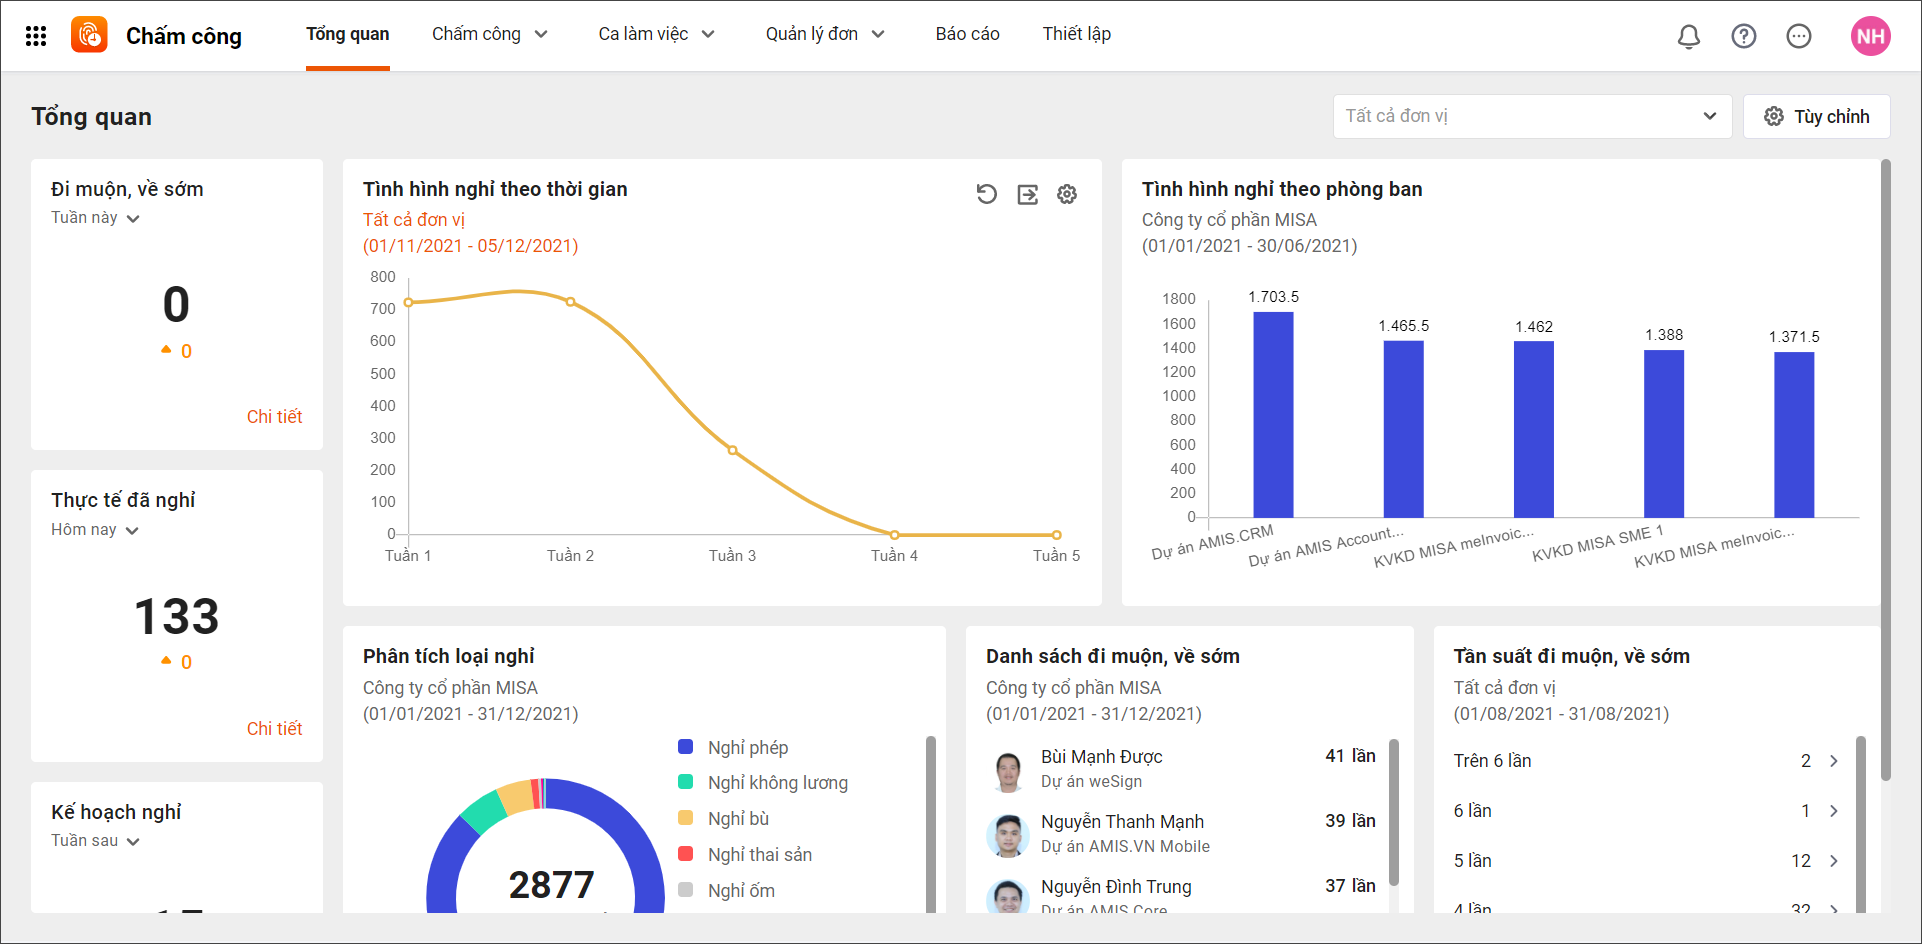 Chấm công
Tổng quan
Chấm công
Ca làm việc
Quản lý đơn
Báo cáo
Thiết lập
NH
Tổng quan
Tất cả đơn vị
Tùy chỉnh
Đi muộn, về sớm
Tuần này
0
0
Chi tiết
Thực tế đã nghỉ
Hôm nay
133
0
Chi tiết
Kế hoạch nghỉ
Tuần sau
Tình hình nghỉ theo thời gian
Tất cả đơn vị
(01/11/2021 - 05/12/2021)
800
700
600
500
400
300
200
100
0
Tuần 1
Tuần 2
Tuần 3
Tuần 4
Tuần 5
Tình hình nghỉ theo phòng ban
Công ty cổ phần MISA
(01/01/2021 - 30/06/2021)
1800
1600
1400
1200
1000
800
600
400
200
0
1.703.5
1.465.5
1.462
1.388
1.371.5
Dự án AMIS.CRM
Dự án AMIS Account...
KVKD MISA meInvoic...
KVKD MISA SME 1
KVKD MISA meInvoic...
Phân tích loại nghỉ
Công ty cổ phần MISA
(01/01/2021 - 31/12/2021)
2877
Nghỉ phép
Nghỉ không lương
Nghỉ bù
Nghỉ thai sản
Nghỉ ốm
Danh sách đi muộn, về sớm
Công ty cổ phần MISA
(01/01/2021 - 31/12/2021)
Bùi Mạnh Được
41 lần
Dự án weSign
Nguyễn Thanh Mạnh
39 lần
Dự án AMIS.VN Mobile
Nguyễn Đình Trung
37 lần
Dự án AMIS Core
Tần suất đi muộn, về sớm
Tất cả đơn vị
(01/08/2021 - 31/08/2021)
Trên 6 lần
2
6 lần
1
5 lần
12
4 lần
32